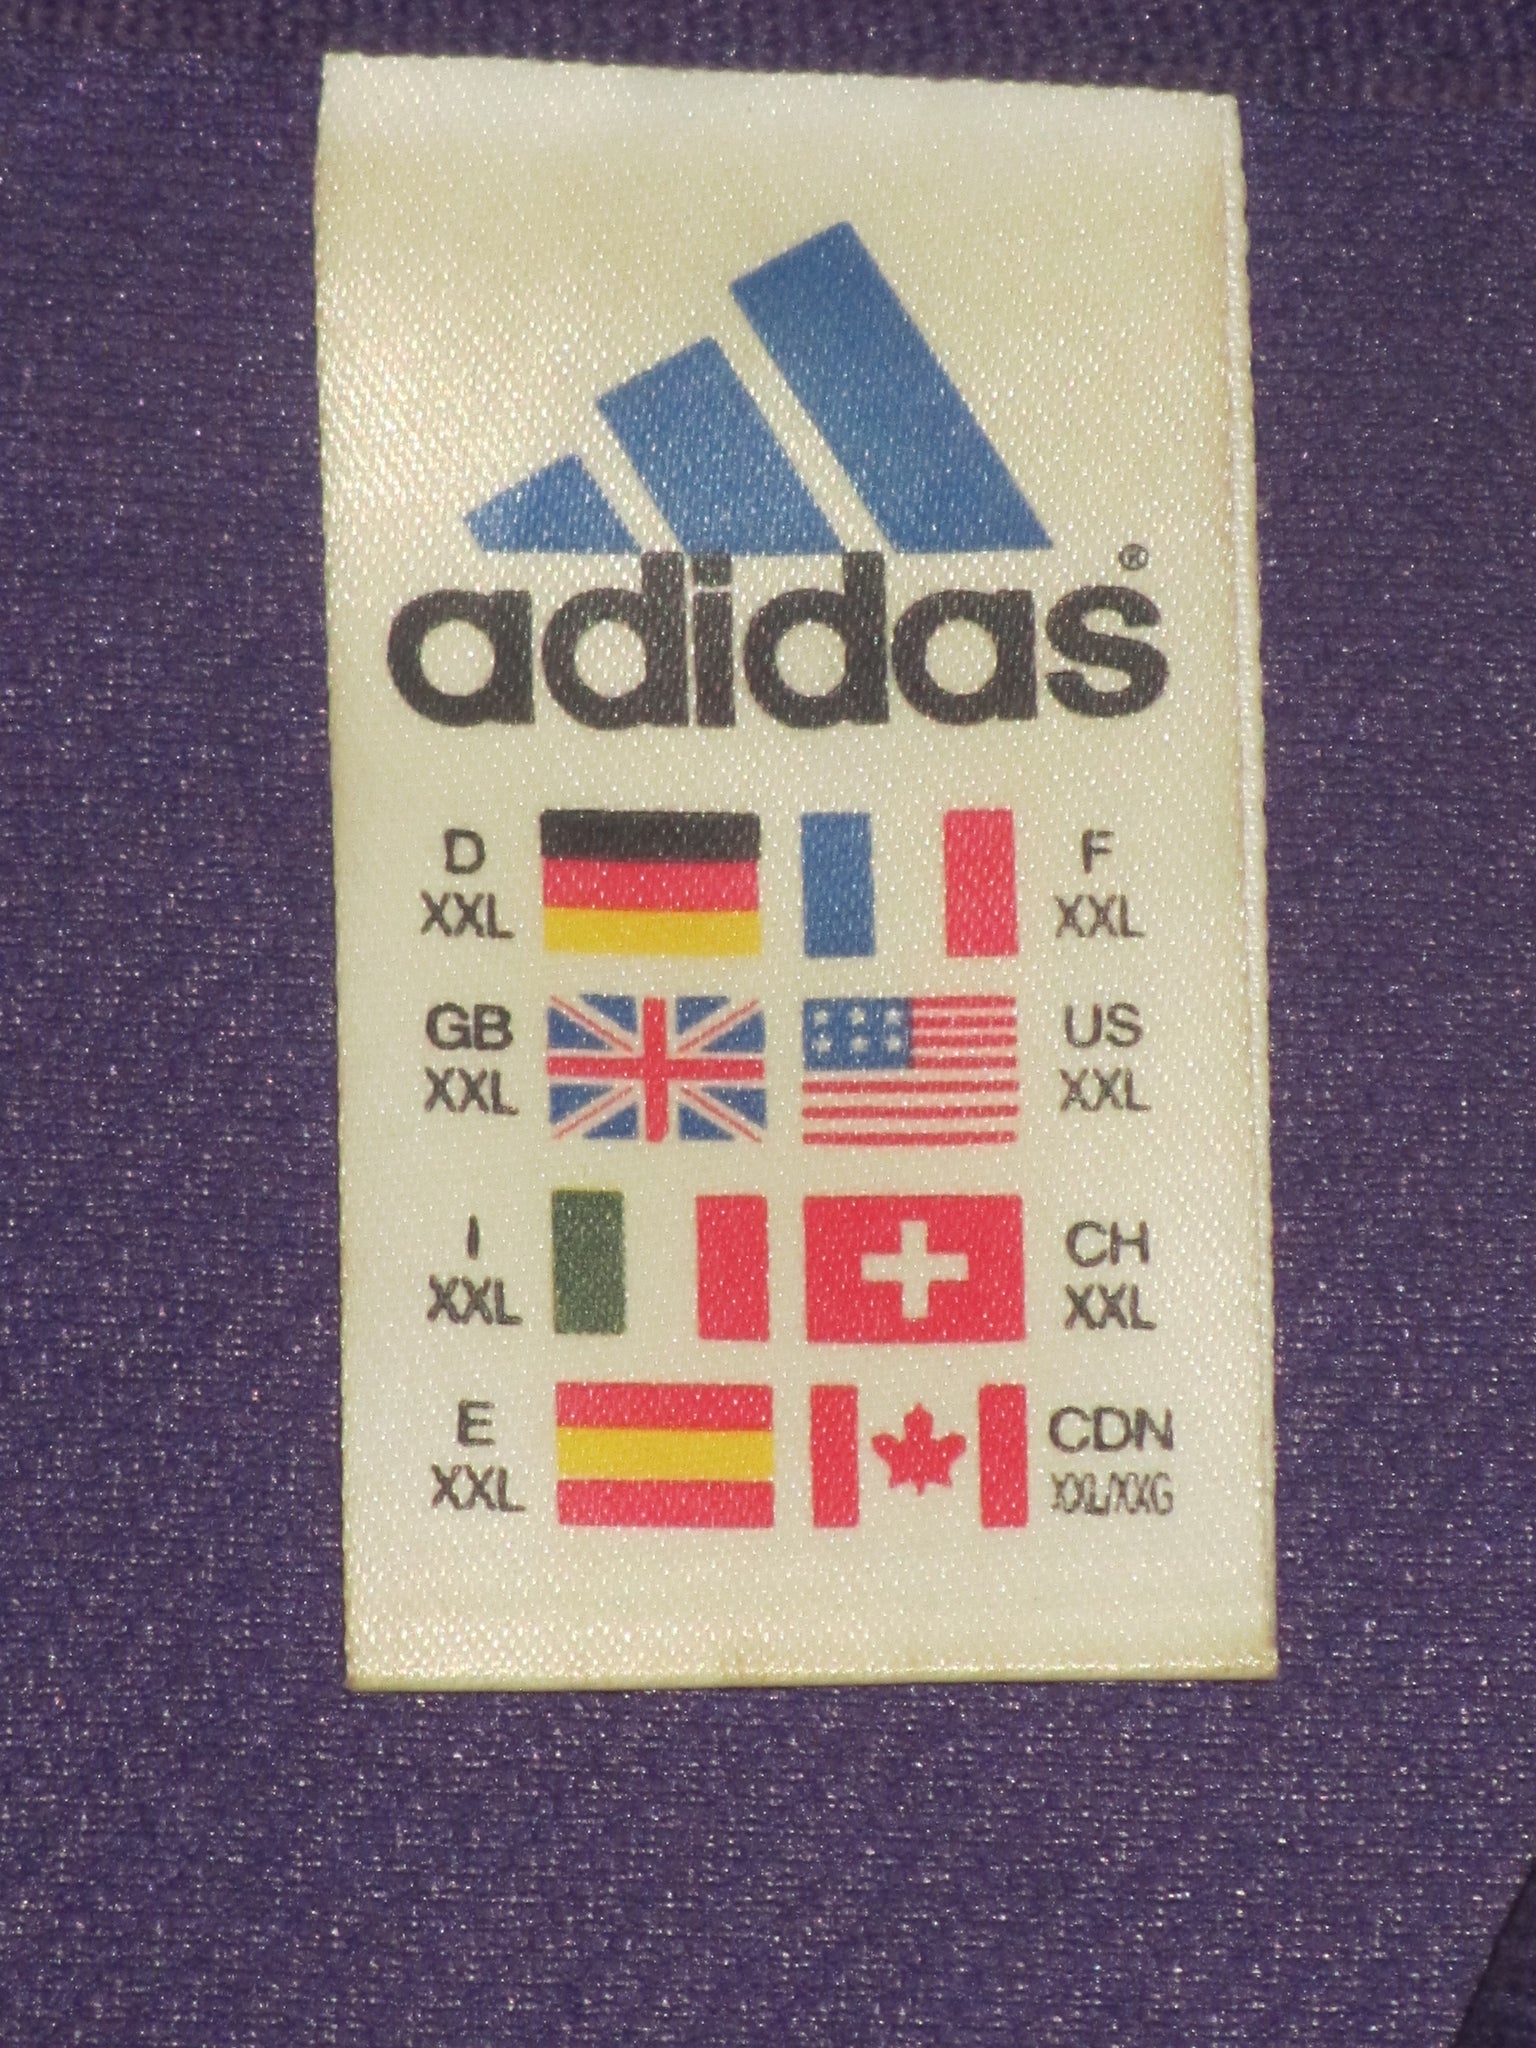 adidas®
D F
XXL XXL
GB US
XXL XXL
I CH
XXL XXL
E CDN
XXL XXL/XXG